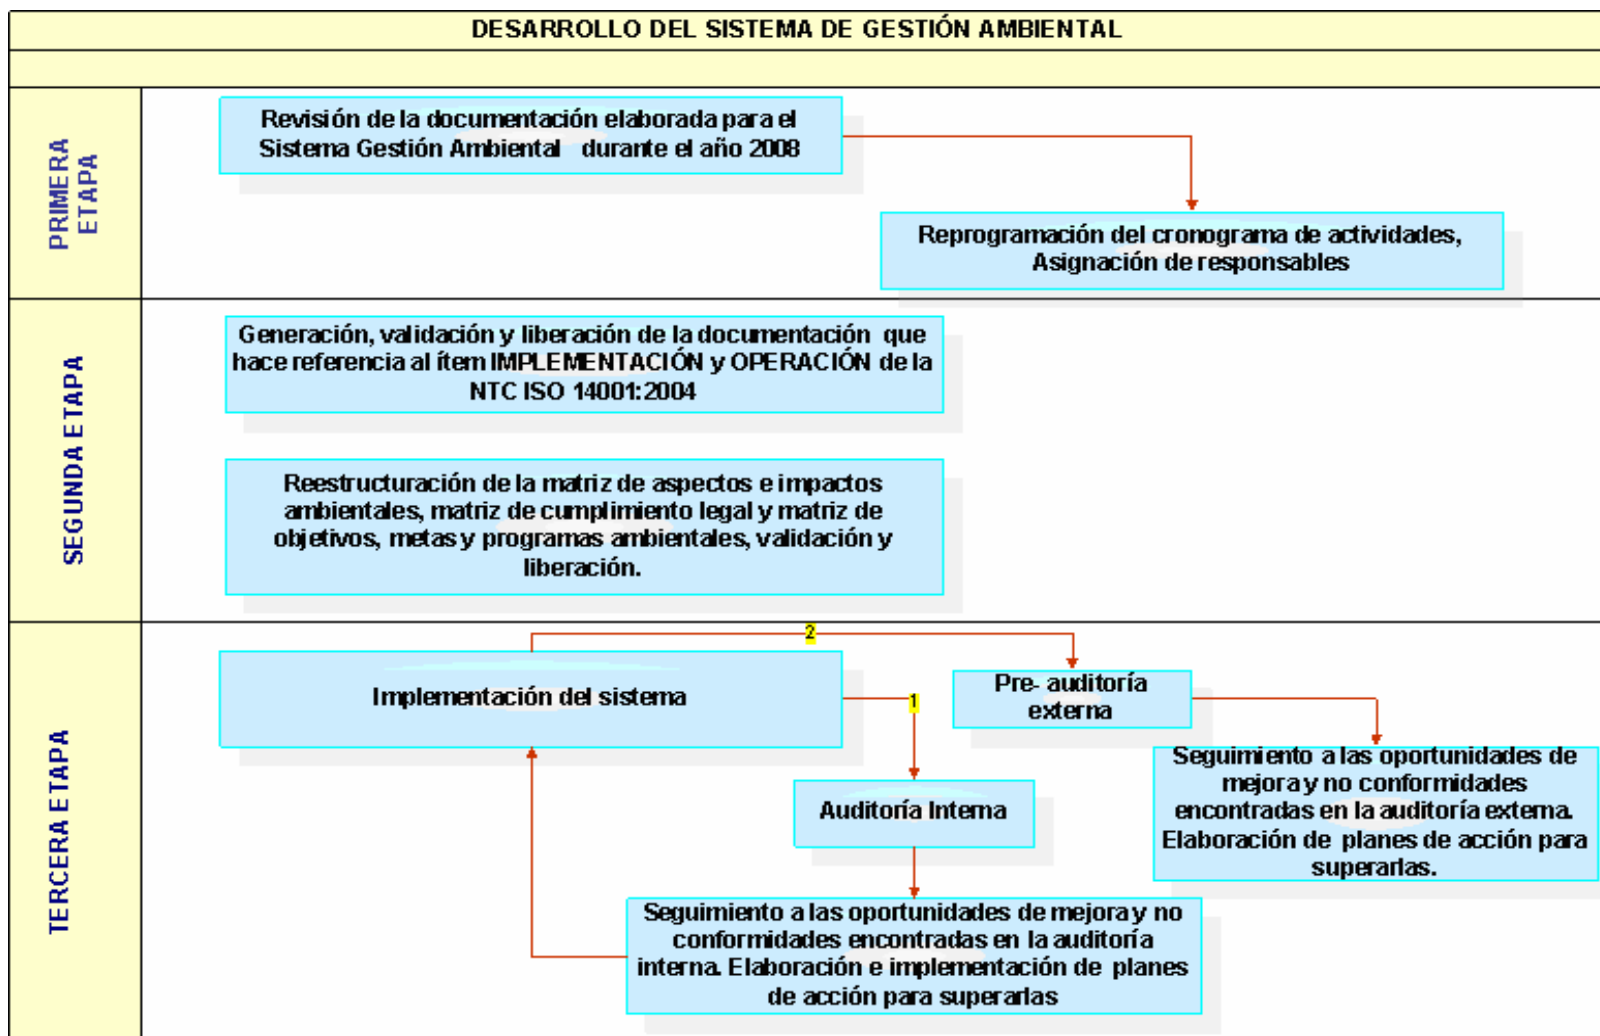 DESARROLLO DEL SISTEMA DE GESTIÓN AMBIENTAL
PRIMERA
ETAPA
Revisión de la documentación elaborada para el
Sistema Gestión Ambiental durante el año 2008
Reprogramación del cronograma de actividades,
Asignación de responsables
SEGUNDA ETAPA
Generación, validación y liberación de la documentación que
hace referencia al ítem IMPLEMENTACIÓN y OPERACIÓN de la
NTC ISO 14001:2004
Reestructuración de la matriz de aspectos e impactos
ambientales, matriz de cumplimiento legal y matriz de
objetivos, metas y programas ambientales, validación y
liberación.
TERCERA ETAPA
2
Implementación del sistema
1
Pre- auditoría
externa
Auditoría Interna
Seguimiento a las oportunidades de
mejora y no conformidades
encontradas en la auditoría externa.
Elaboración de planes de acción para
superarlas.
Seguimiento a las oportunidades de mejora y no
conformidades encontradas en la auditoría
interna. Elaboración e implementación de planes
de acción para superarlas